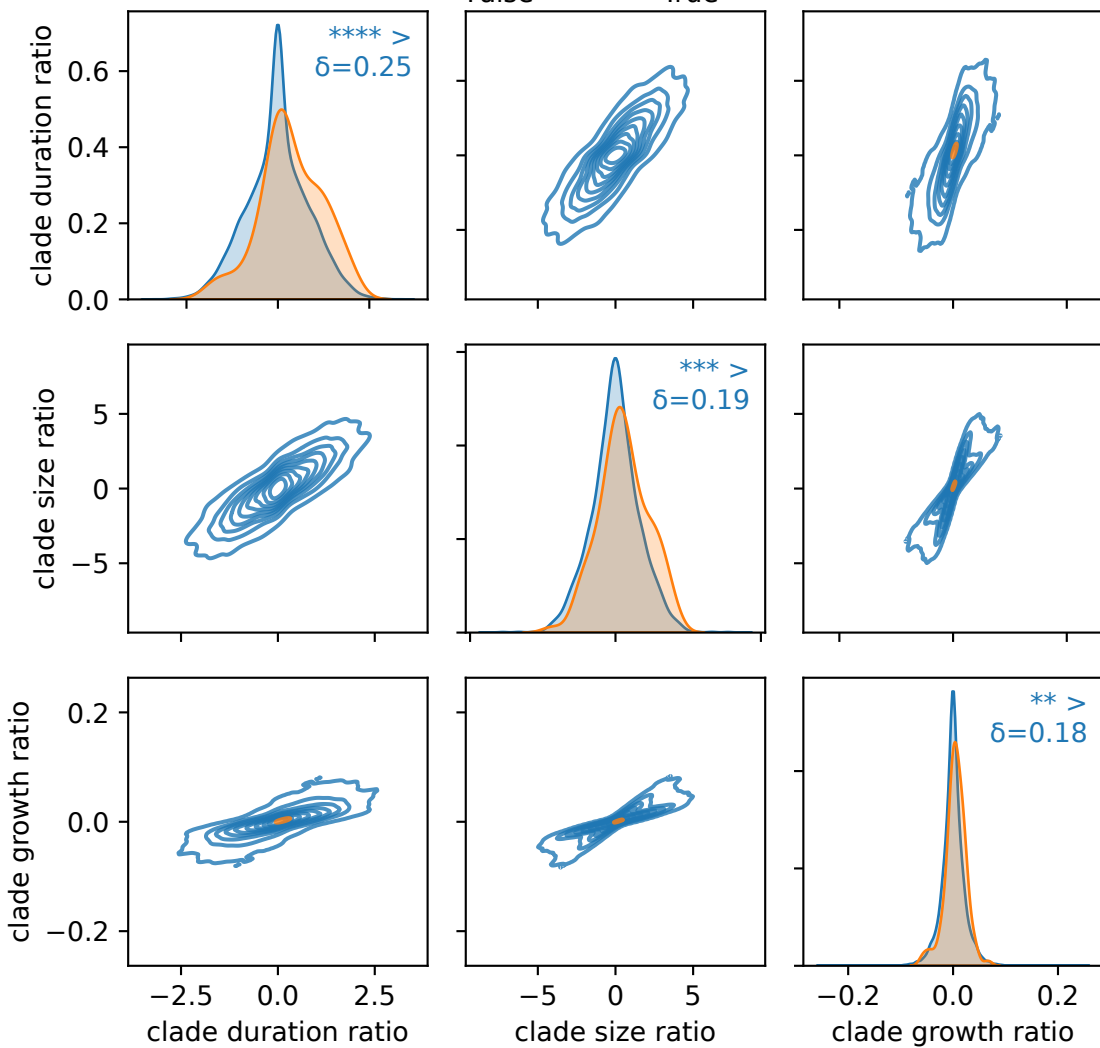 clade duration ratio
0.6
0.4
0.2
0.0
**** >
δ=0.25
clade size ratio
5
0
−5
*** >
δ=0.19
clade growth ratio
0.2
0.0
−0.2
** >
δ=0.18
−2.5 0.0 2.5
−5 0 5
−0.2 0.0 0.2
clade duration ratio
clade size ratio
clade growth ratio